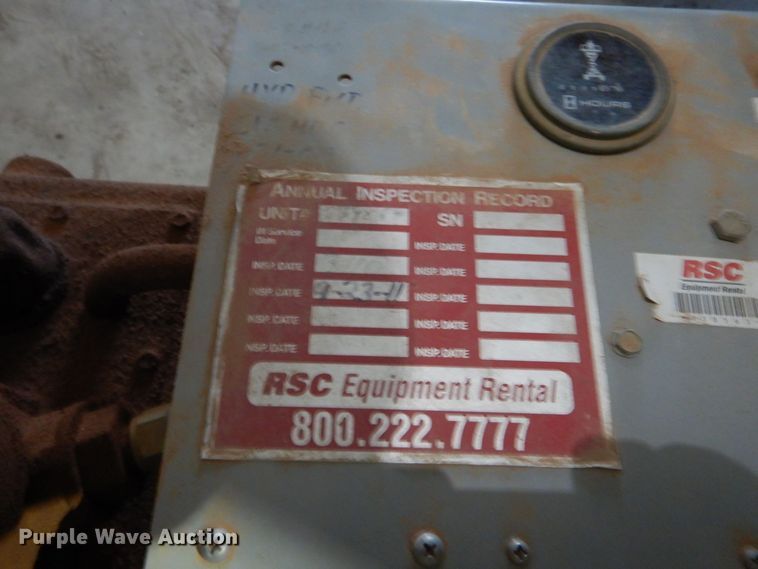 HOURS
ANNUAL INSPECTION RECORD
UNIT# SN
In Service
Date INSP. DATE
INSP. DATE INSP. DATE
INSP. DATE 9-23-11 INSP. DATE
INSP. DATE INSP. DATE
INSP. DATE INSP. DATE
RSC Equipment Rental
800.222.7777
RSC
Equipment Rental
Purple Wave Auction